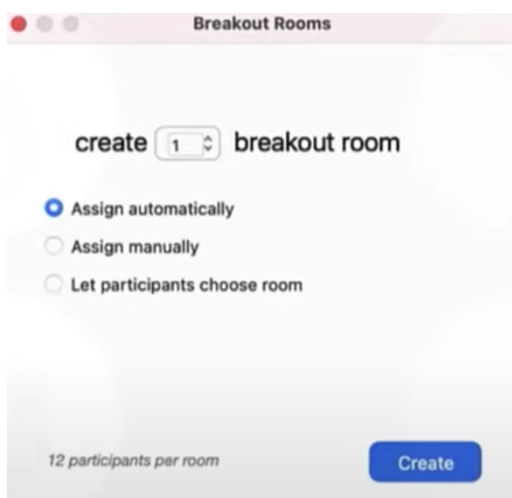 Breakout Rooms
create 1 breakout room
Assign automatically
Assign manually
Let participants choose room
12 participants per room
Create